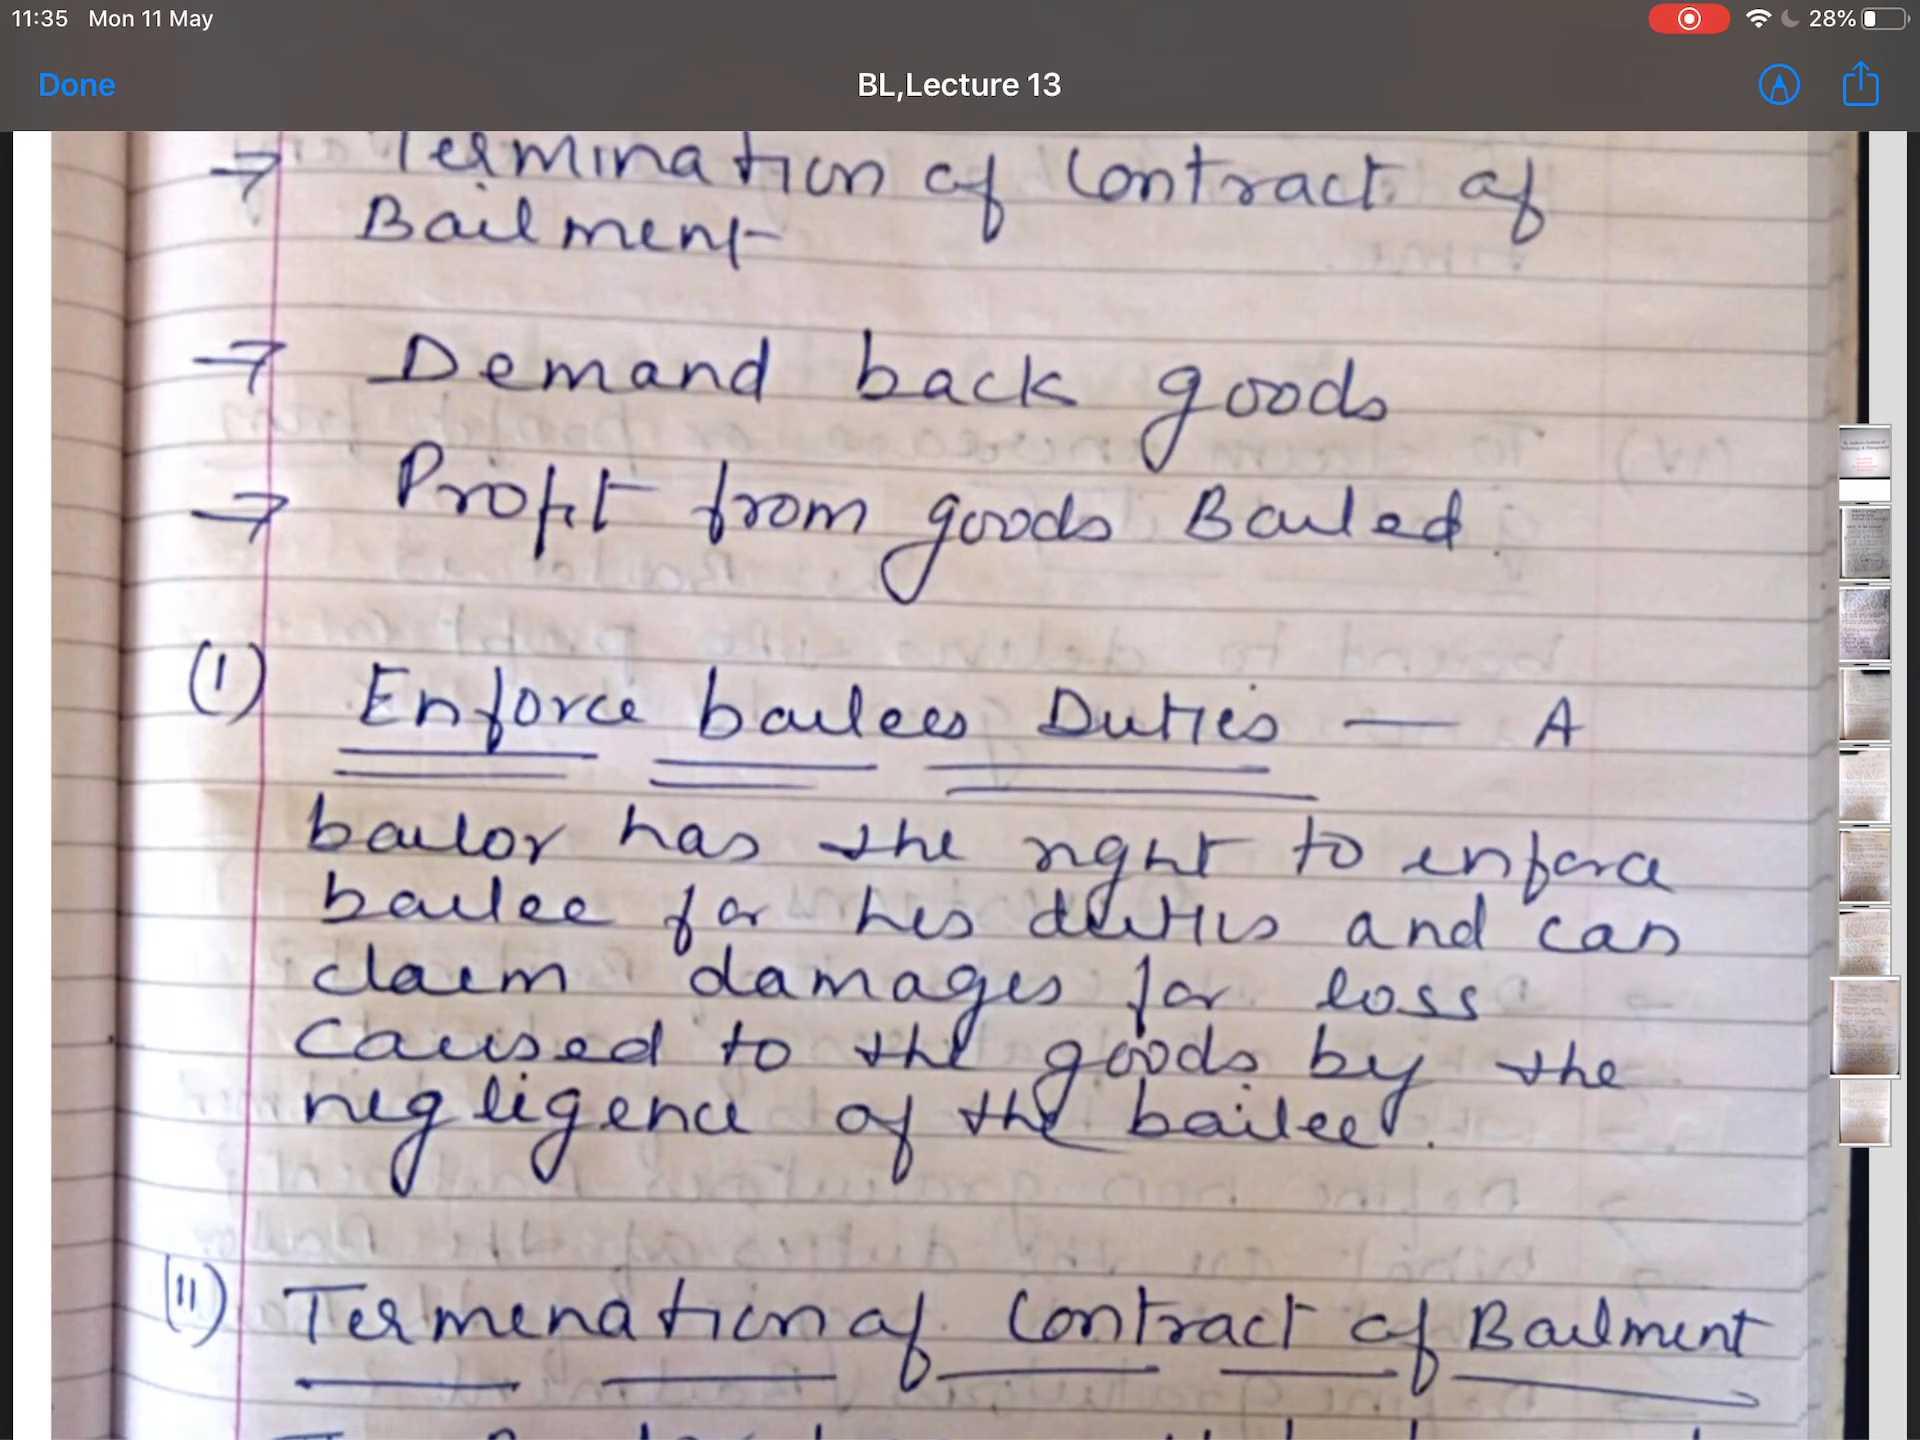 11:35 Mon 11 May
28%
Done
BL,Lecture 13
→ Termination of Contract of
Bailment
→ Demand back goods
→ Profit from goods Bailed.
(I) Enforce bailees Duties — A
bailor has the right to enforce
bailee for his duties and can
claim damages for loss
caused to the goods by the
negligence of the bailee.
(II) Termination of Contract of Bailment